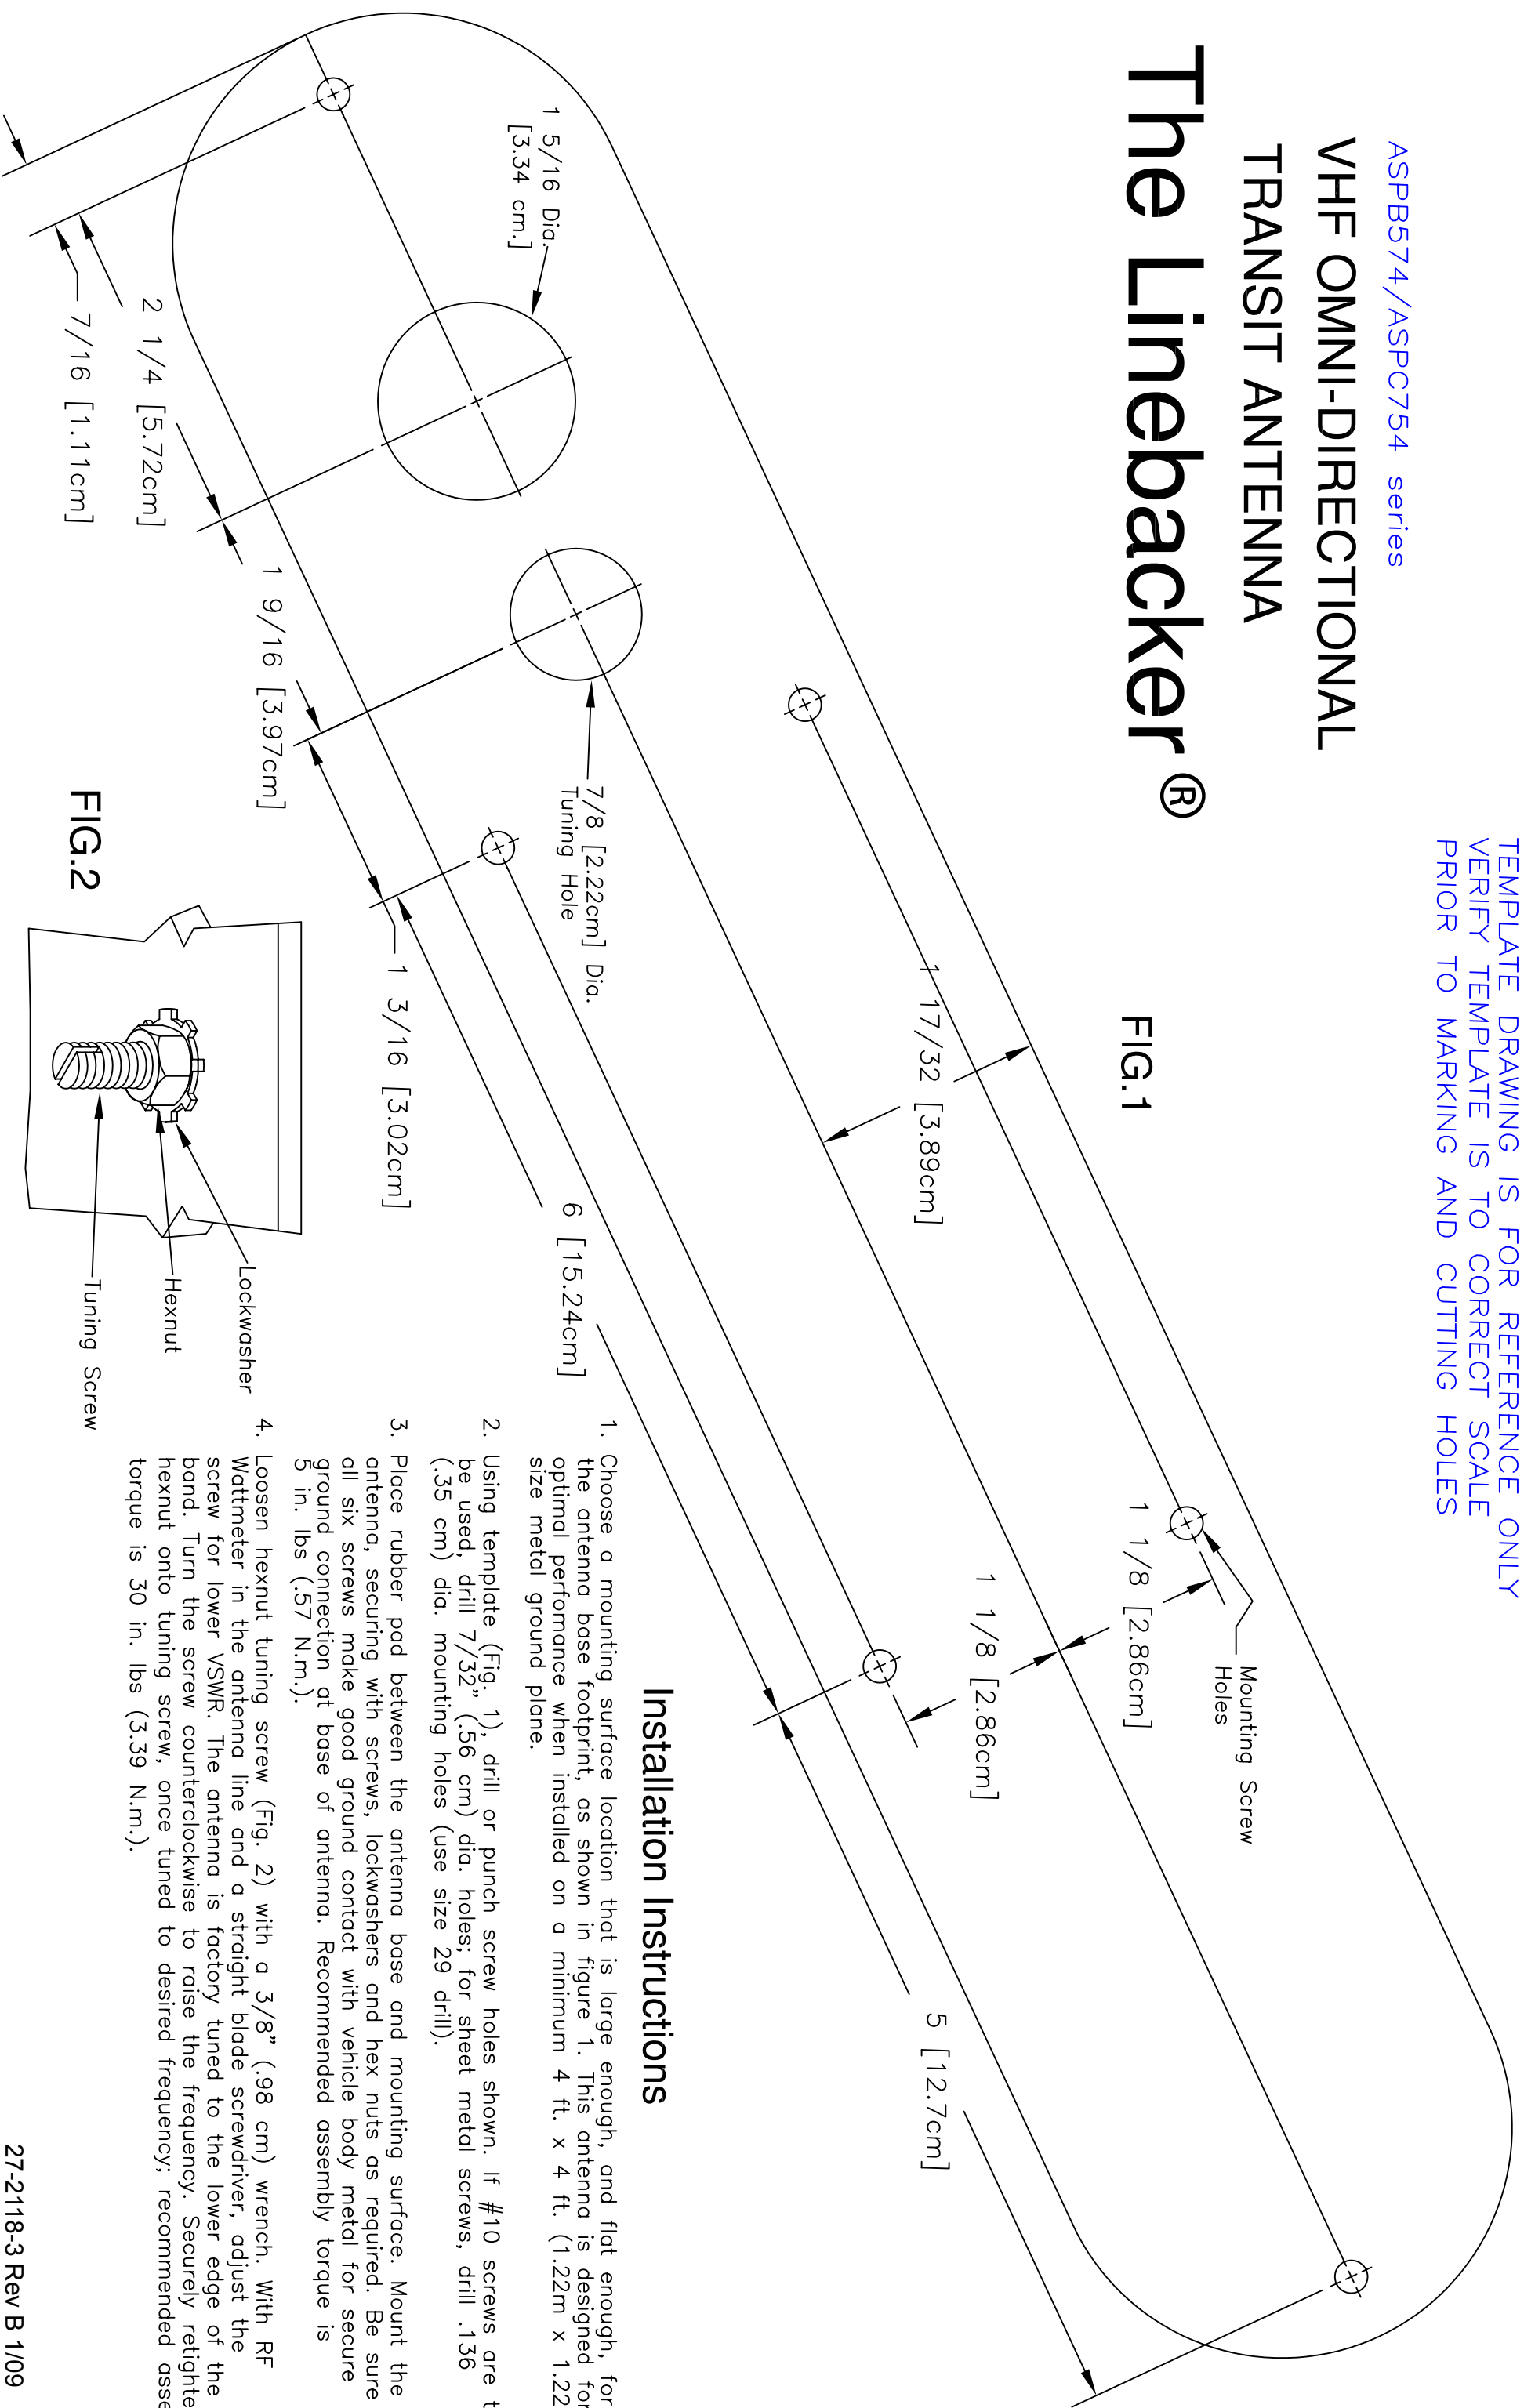 ASPB574/ASPC754 series
VHF OMNI-DIRECTIONAL
TRANSIT ANTENNA
The Linebacker®
TEMPLATE DRAWING IS FOR REFERENCE ONLY
VERIFY TEMPLATE IS TO CORRECT SCALE
PRIOR TO MARKING AND CUTTING HOLES
FIG.1
1 5/16 Dia.
[3.34 cm.]
2 1/4 [5.72cm]
7/16 [1.11cm]
1 9/16 [3.97cm]
7/8 [2.22cm] Dia.
Tuning Hole
1 3/16 [3.02cm]
1 17/32 [3.89cm]
6 [15.24cm]
1 1/8 [2.86cm]
1 1/8 [2.86cm]
Mounting Screw
Holes
5 [12.7cm]
FIG.2
Lockwasher
Hexnut
Tuning Screw
Installation Instructions
1. Choose a mounting surface location that is large enough, and flat enough, for
the antenna base footprint, as shown in figure 1. This antenna is designed for
optimal perfomance when installed on a minimum 4 ft. x 4 ft. (1.22m x 1.22
size metal ground plane.
2. Using template (Fig. 1), drill or punch screw holes shown. If #10 screws are t
be used, drill 7/32” (.56 cm) dia. holes; for sheet metal screws, drill .136
(.35 cm) dia. mounting holes (use size 29 drill).
3. Place rubber pad between the antenna base and mounting surface. Mount the
antenna, securing with screws, lockwashers and hex nuts as required. Be sure
all six screws make good ground contact with vehicle body metal for secure
ground connection at base of antenna. Recommended assembly torque is
5 in. lbs (.57 N.m.).
4. Loosen hexnut tuning screw (Fig. 2) with a 3/8” (.98 cm) wrench. With RF
Wattmeter in the antenna line and a straight blade screwdriver, adjust the
screw for lower VSWR. The antenna is factory tuned to the lower edge of the
band. Turn the screw counterclockwise to raise the frequency. Securely retighte
hexnut onto tuning screw, once tuned to desired frequency; recommended asse
torque is 30 in. lbs (3.39 N.m.).
27-2118-3 Rev B 1/09